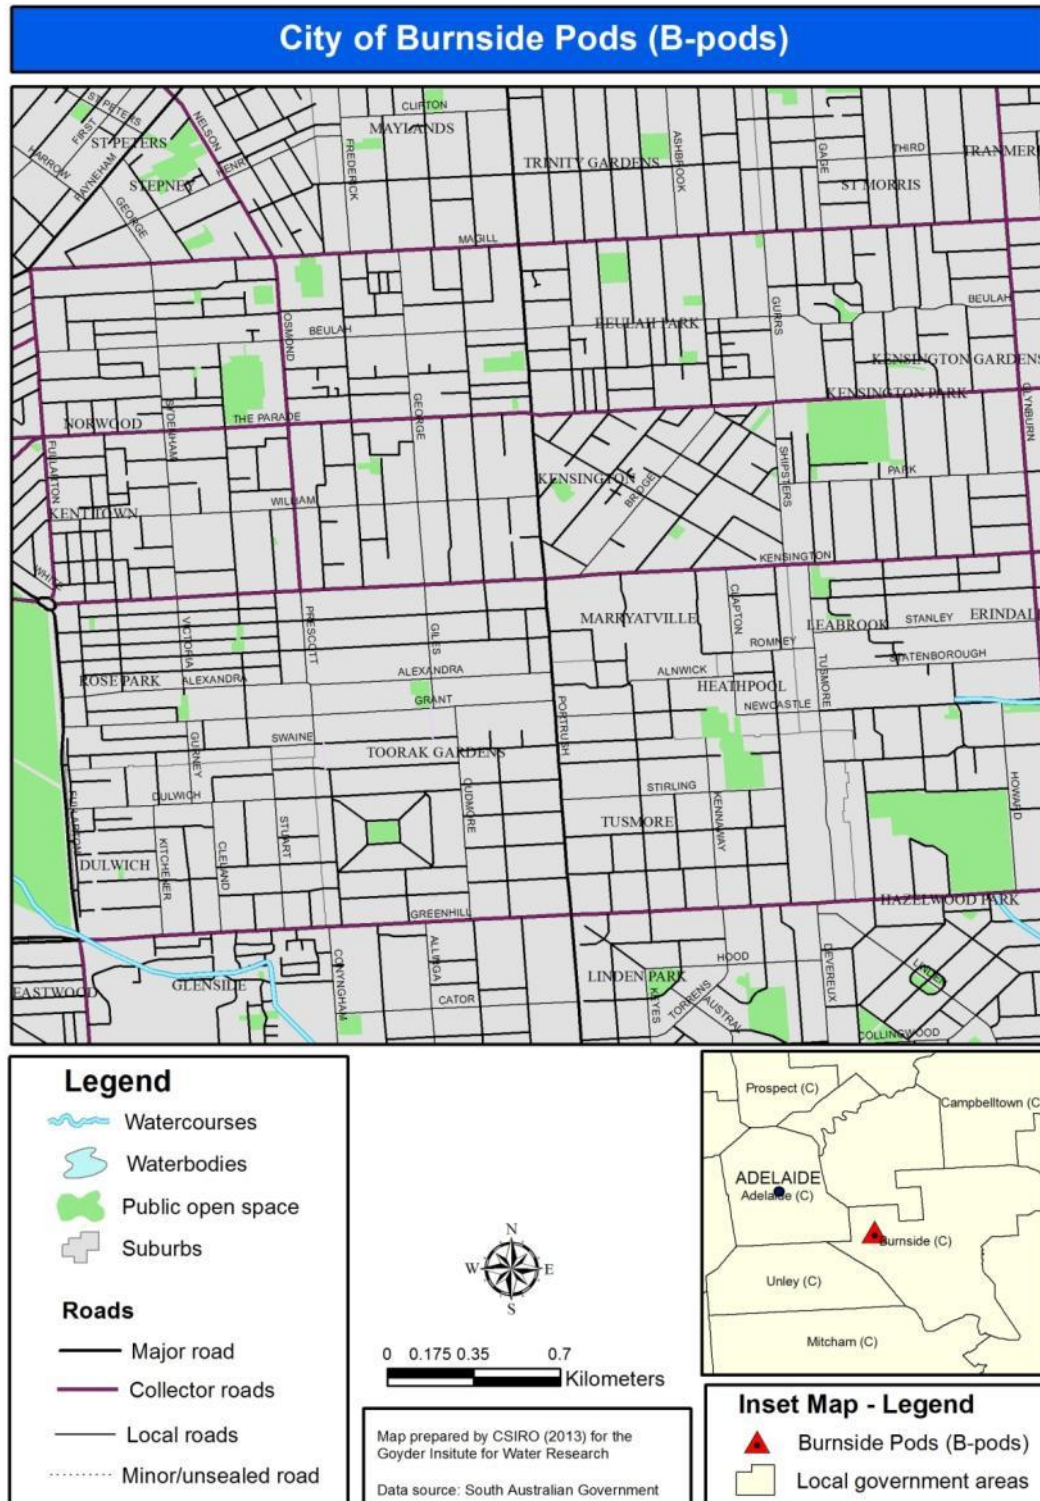 City of Burnside Pods (B-pods)
ST PETERS
FIRST
ST PETERS
HARROW
PAYNEHAM
STEPNEY
GEORGE
NELSON
HENRY
FREDERICK
CLIFTON
MAYLANDS
TRINITY GARDENS
ASHBROOK
GAGE
THIRD
TRANMER
ST MORRIS
MAGILL
OSMOND
BEULAH
BEULAH PARK
GURRS
BEULAH
KENSINGTON GARDENS
KENSINGTON PARK
GLYNBURN
NORWOOD
SYDENHAM
THE PARADE
GEORGE
FULLARTON
KENT TOWN
WILLIAM
KENSINGTON
BRIDGE
SHIPSTERS
PARK
KENSINGTON
WHITE
VICTORIA
PRESCOTT
GILES
MARRYATVILLE
CLAPTON
ROMNEY
LEABROOK
STANLEY
ERINDAL
STATENBOROUGH
ROSE PARK
ALEXANDRA
ALEXANDRA
GRANT
PORTRUSH
ALNWICK
HEATHPOOL
NEWCASTLE
TUSMORE
GURNEY
SWAINE
TOORAK GARDENS
CUDMORE
STIRLING
KENNAWAY
HOWARD
DULWICH
FULLARTON
STUART
TUSMORE
DULWICH
KITCHENER
CLELAND
GREENHILL
HAZELWOOD PARK
EASTWOOD
GLENSIDE
CONYNGHAM
ALLINGA
CATOR
LINDEN PARK
KEYES
TORRENS
AUSTRAL
HOOD
DEVEREUX
LINDEN
COLLINGWOOD
Legend
Watercourses
Waterbodies
Public open space
Suburbs
Roads
Major road
Collector roads
Local roads
Minor/unsealed road
N
W E
S
0 0.175 0.35 0.7
Kilometers
Map prepared by CSIRO (2013) for the
Goyder Insitute for Water Research
Data source: South Australian Government
Prospect (C)
Campbelltown (C
ADELAIDE
Adelaide (C)
Burnside (C)
Unley (C)
Mitcham (C)
Inset Map - Legend
Burnside Pods (B-pods)
Local government areas